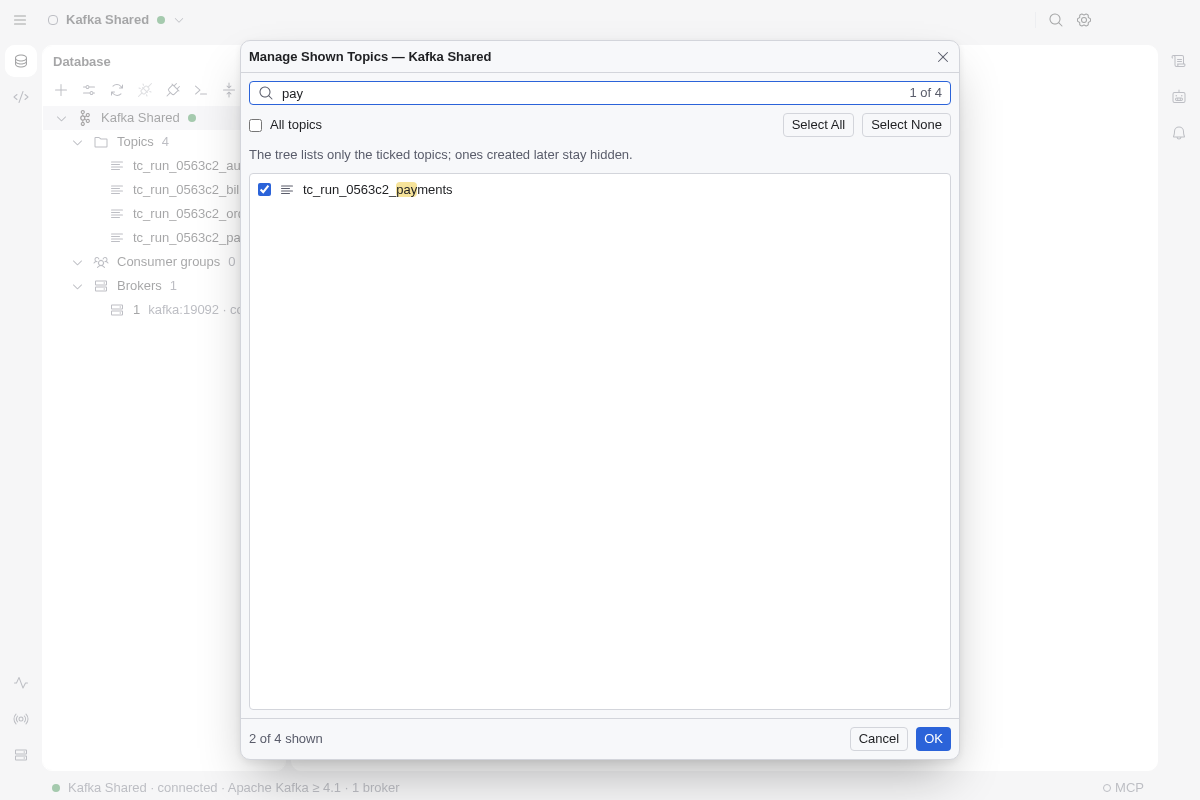 Kafka Shared
Manage Shown Topics — Kafka Shared
Database
pay
1 of 4
All topics
Select All
Select None
The tree lists only the ticked topics; ones created later stay hidden.
Kafka Shared
Topics 4
tc_run_0563c2_au
tc_run_0563c2_bil
tc_run_0563c2_ord
tc_run_0563c2_pa
Consumer groups 0
Brokers 1
1 kafka:19092 · co
tc_run_0563c2_payments
2 of 4 shown
Cancel
OK
Kafka Shared · connected · Apache Kafka ≥ 4.1 · 1 broker
MCP